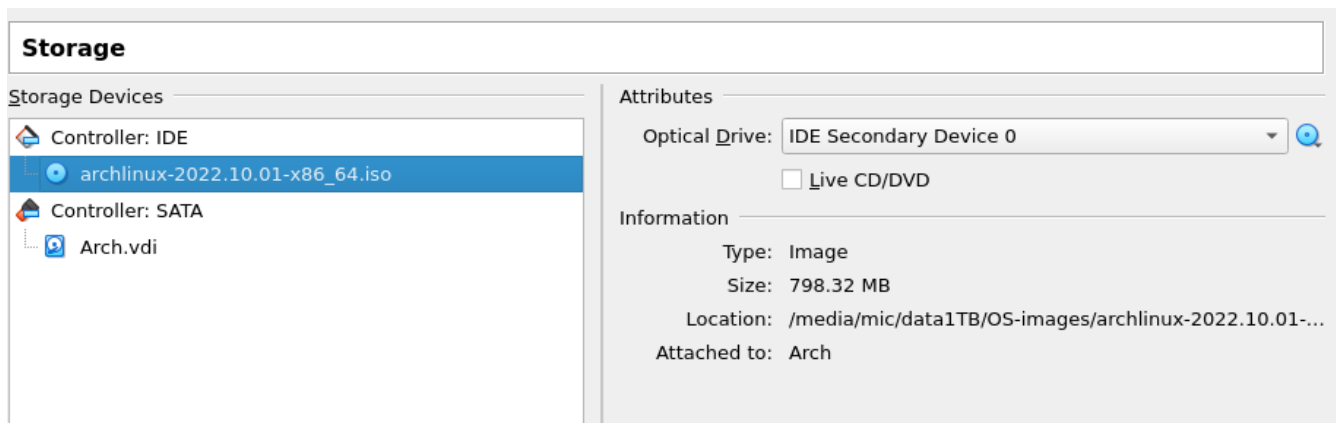 Storage
Storage Devices
Controller: IDE
archlinux-2022.10.01-x86_64.iso
Controller: SATA
Arch.vdi
Attributes
Optical Drive: IDE Secondary Device 0
Live CD/DVD
Information
Type: Image
Size: 798.32 MB
Location: /media/mic/data1TB/OS-images/archlinux-2022.10.01-...
Attached to: Arch